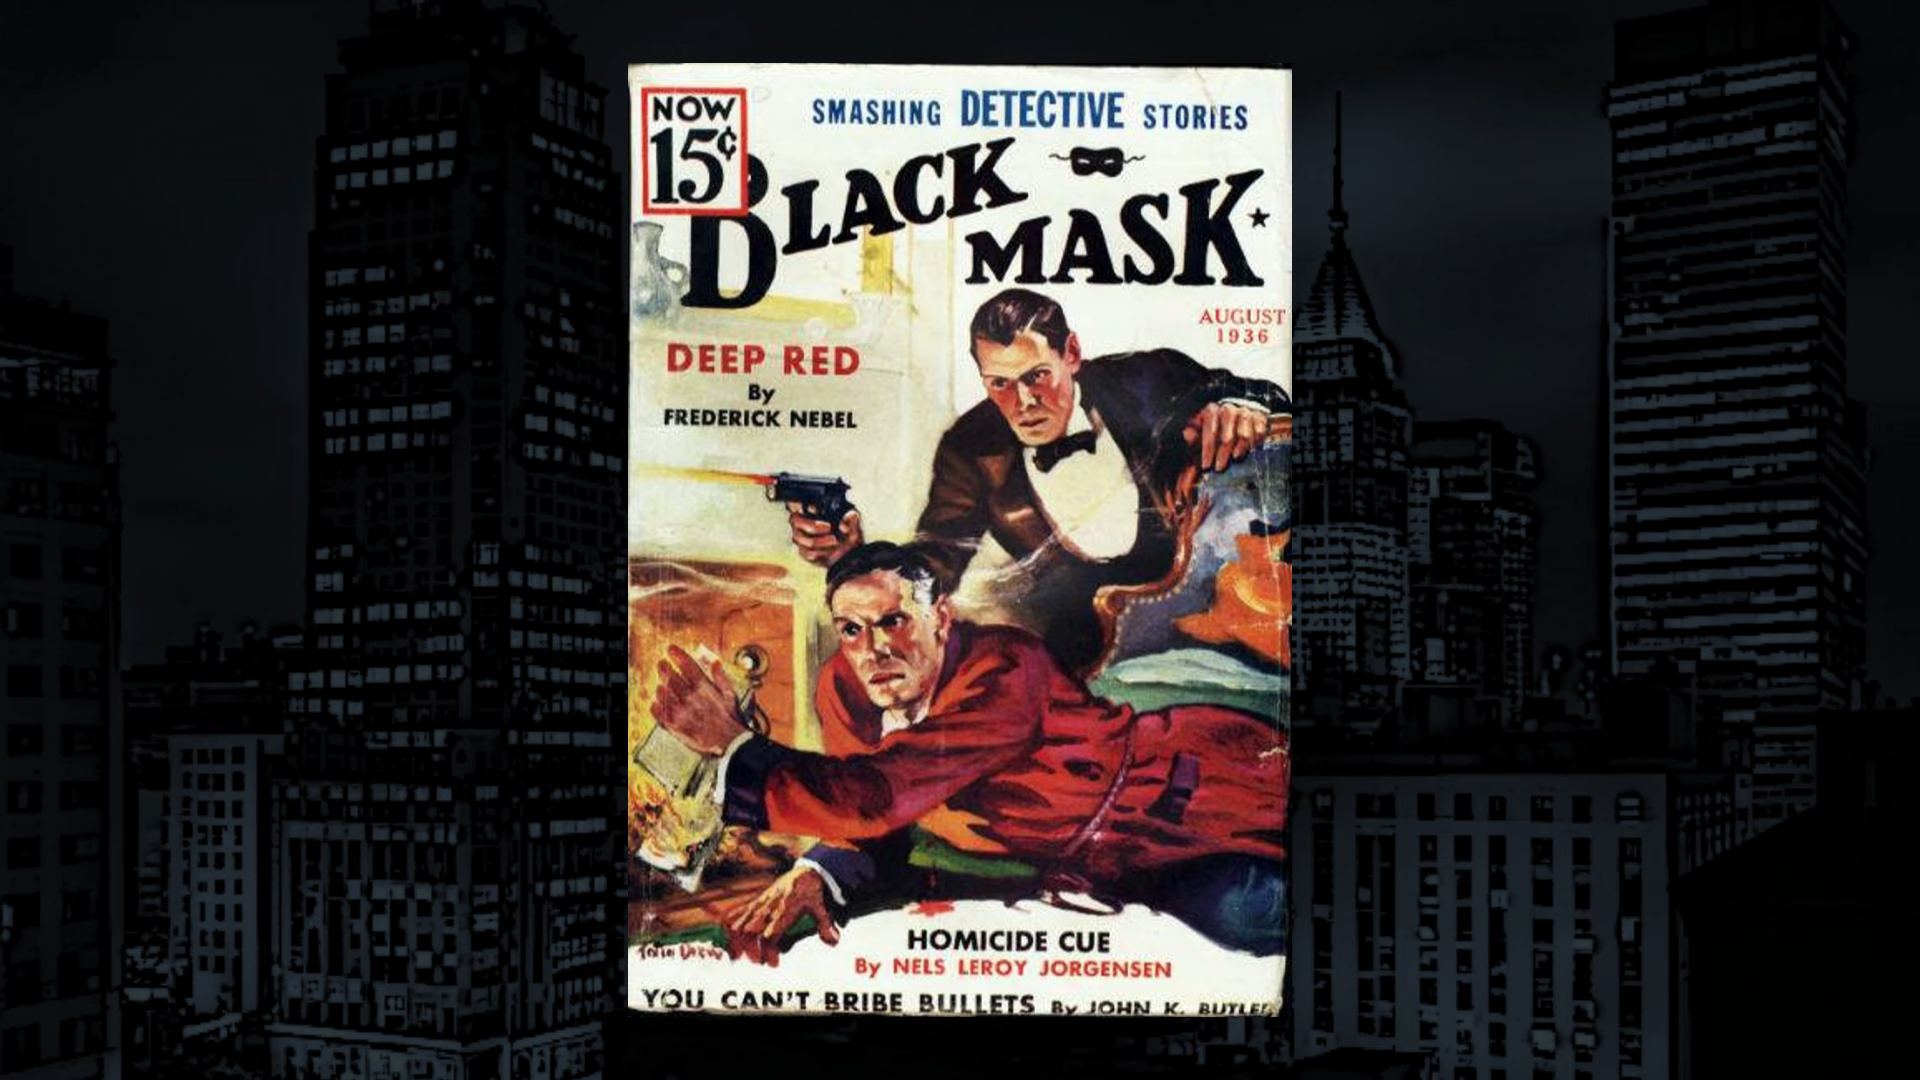 NOW
15¢
SMASHING DETECTIVE STORIES
BLACK
MASK
AUGUST
1936
DEEP RED
By
FREDERICK NEBEL
HOMICIDE CUE
By NELS LEROY JORGENSEN
YOU CAN'T BRIBE BULLETS By JOHN K. BUTLER